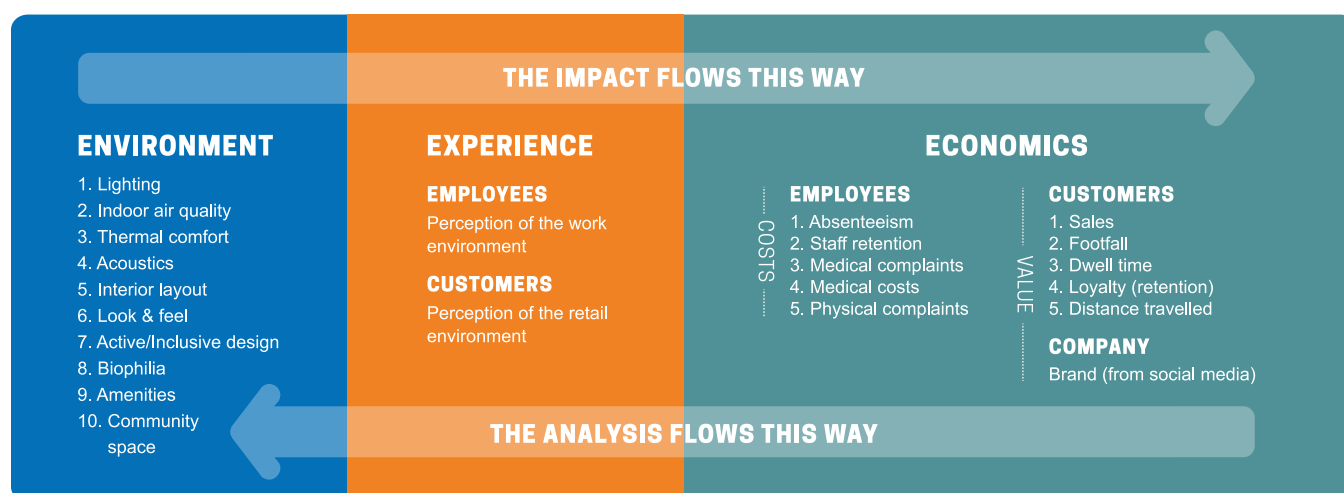 THE IMPACT FLOWS THIS WAY
ENVIRONMENT
1. Lighting
2. Indoor air quality
3. Thermal comfort
4. Acoustics
5. Interior layout
6. Look & feel
7. Active/Inclusive design
8. Biophilia
9. Amenities
10. Community
space
EXPERIENCE
EMPLOYEES
Perception of the work
environment
CUSTOMERS
Perception of the retail
environment
ECONOMICS
COSTS
EMPLOYEES
1. Absenteeism
2. Staff retention
3. Medical complaints
4. Medical costs
5. Physical complaints
VALUE
CUSTOMERS
1. Sales
2. Footfall
3. Dwell time
4. Loyalty (retention)
5. Distance travelled
COMPANY
Brand (from social media)
THE ANALYSIS FLOWS THIS WAY